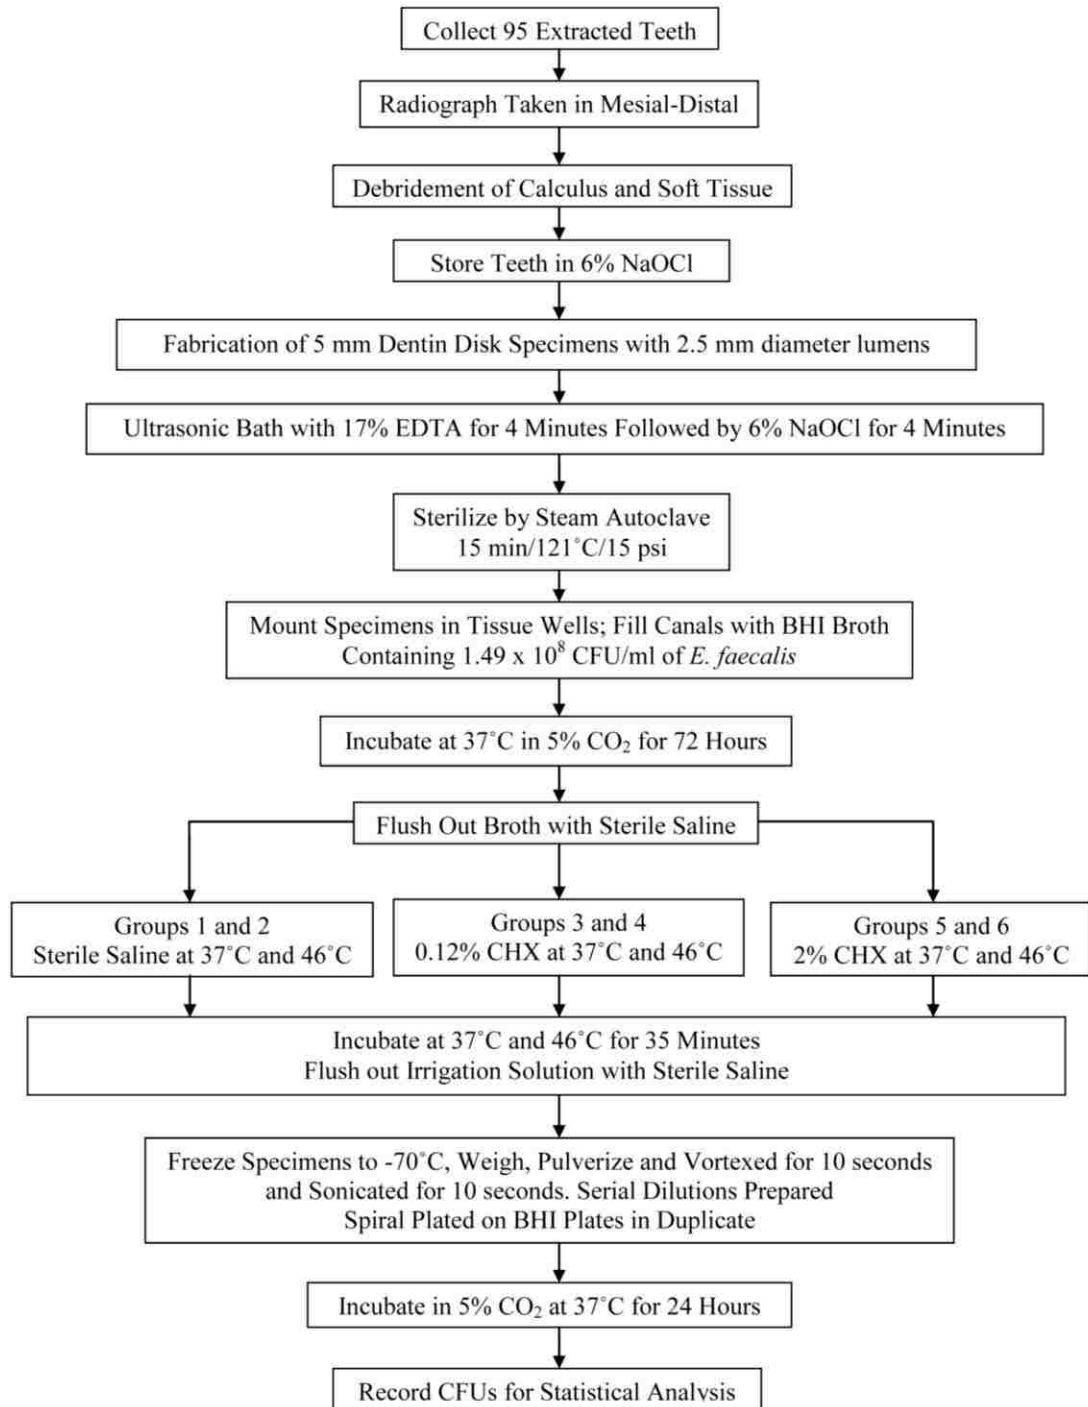 Collect 95 Extracted Teeth
Radiograph Taken in Mesial-Distal
Debridement of Calculus and Soft Tissue
Store Teeth in 6% NaOCl
Fabrication of 5 mm Dentin Disk Specimens with 2.5 mm diameter lumens
Ultrasonic Bath with 17% EDTA for 4 Minutes Followed by 6% NaOCl for 4 Minutes
Sterilize by Steam Autoclave
15 min/121˚C/15 psi
Mount Specimens in Tissue Wells; Fill Canals with BHI Broth
Containing 1.49 x 10⁸ CFU/ml of E. faecalis
Incubate at 37˚C in 5% CO₂ for 72 Hours
Flush Out Broth with Sterile Saline
Groups 1 and 2
Sterile Saline at 37˚C and 46˚C
Groups 3 and 4
0.12% CHX at 37˚C and 46˚C
Groups 5 and 6
2% CHX at 37˚C and 46˚C
Incubate at 37˚C and 46˚C for 35 Minutes
Flush out Irrigation Solution with Sterile Saline
Freeze Specimens to -70˚C, Weigh, Pulverize and Vortexed for 10 seconds
and Sonicated for 10 seconds. Serial Dilutions Prepared
Spiral Plated on BHI Plates in Duplicate
Incubate in 5% CO₂ at 37˚C for 24 Hours
Record CFUs for Statistical Analysis